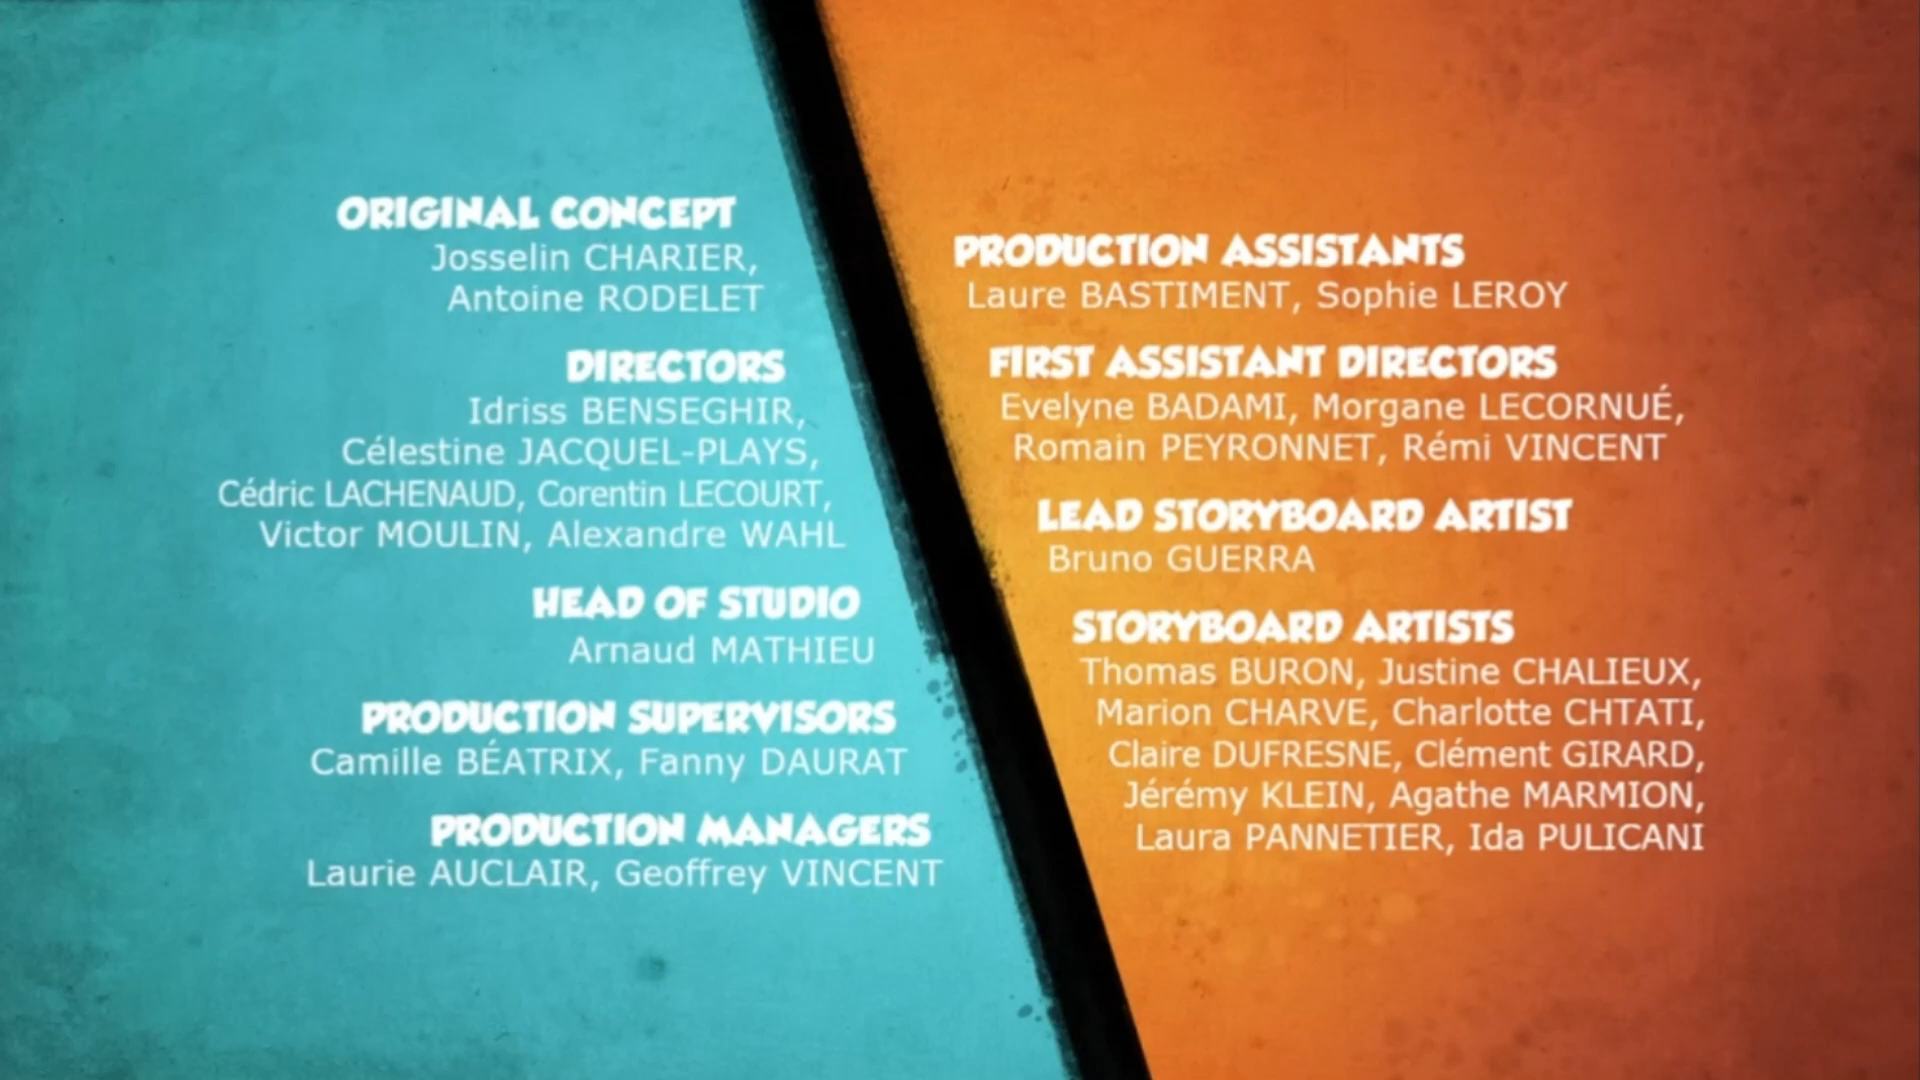 ORIGINAL CONCEPT
Josselin CHARIER,
Antoine RODELET
DIRECTORS
Idriss BENSEGHIR,
Célestine JACQUEL-PLAYS,
Cédric LACHENAUD, Corentin LECOURT,
Victor MOULIN, Alexandre WAHL
HEAD OF STUDIO
Arnaud MATHIEU
PRODUCTION SUPERVISORS
Camille BÉATRIX, Fanny DAURAT
PRODUCTION MANAGERS
Laurie AUCLAIR, Geoffrey VINCENT
PRODUCTION ASSISTANTS
Laure BASTIMENT, Sophie LEROY
FIRST ASSISTANT DIRECTORS
Evelyne BADAMI, Morgane LECORNUÉ,
Romain PEYRONNET, Rémi VINCENT
LEAD STORYBOARD ARTIST
Bruno GUERRA
STORYBOARD ARTISTS
Thomas BURON, Justine CHALIEUX,
Marion CHARVE, Charlotte CHTATI,
Claire DUFRESNE, Clément GIRARD,
Jérémy KLEIN, Agathe MARMION,
Laura PANNETIER, Ida PULICANI